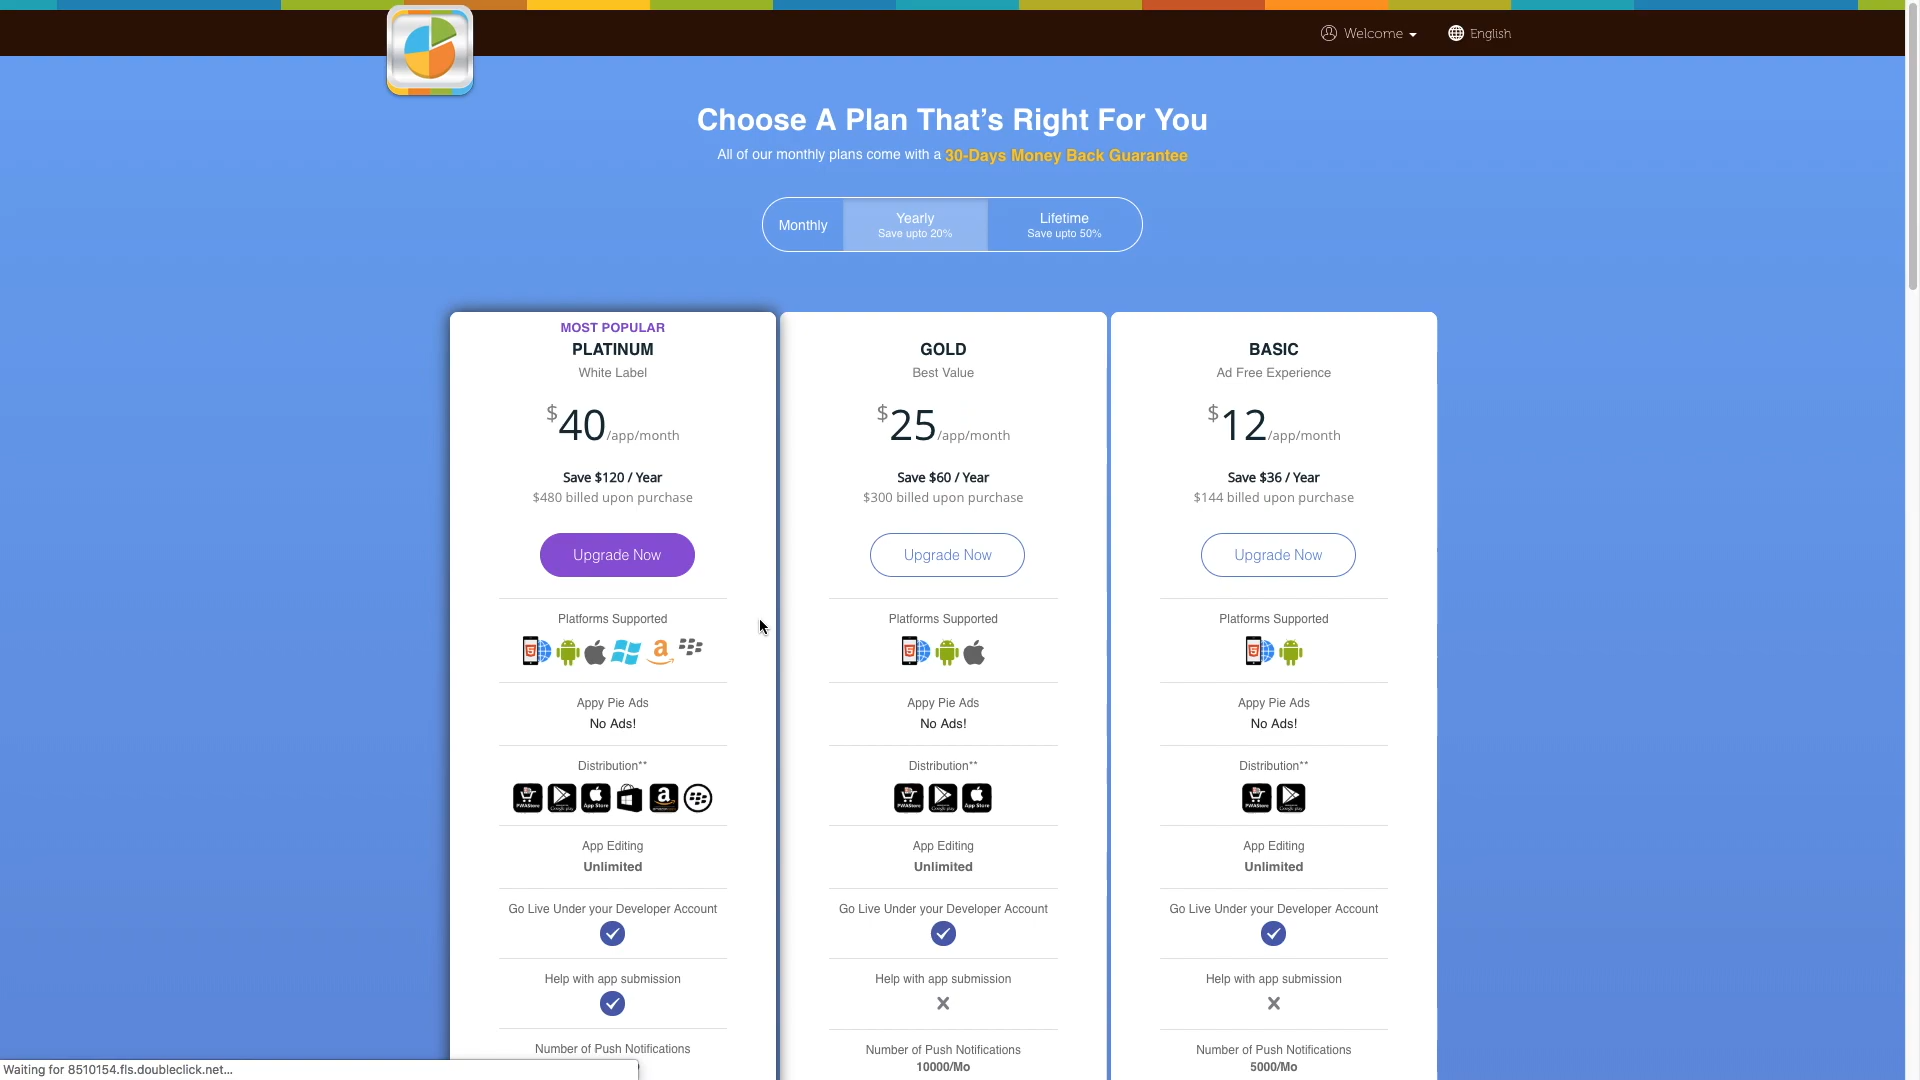 Welcome
English
Choose A Plan That's Right For You
All of our monthly plans come with a 30-Days Money Back Guarantee
Monthly
Yearly
Save upto 20%
Lifetime
Save upto 50%
MOST POPULAR
PLATINUM
White Label
$40/app/month
Save $120 / Year
$480 billed upon purchase
Upgrade Now
Platforms Supported
Appy Pie Ads
No Ads!
Distribution**
App Editing
Unlimited
Go Live Under your Developer Account
Help with app submission
Number of Push Notifications
GOLD
Best Value
$25/app/month
Save $60 / Year
$300 billed upon purchase
Upgrade Now
Platforms Supported
Appy Pie Ads
No Ads!
Distribution**
App Editing
Unlimited
Go Live Under your Developer Account
Help with app submission
Number of Push Notifications
10000/Mo
BASIC
Ad Free Experience
$12/app/month
Save $36 / Year
$144 billed upon purchase
Upgrade Now
Platforms Supported
Appy Pie Ads
No Ads!
Distribution**
App Editing
Unlimited
Go Live Under your Developer Account
Help with app submission
Number of Push Notifications
5000/Mo
Waiting for 8510154.fls.doubleclick.net...